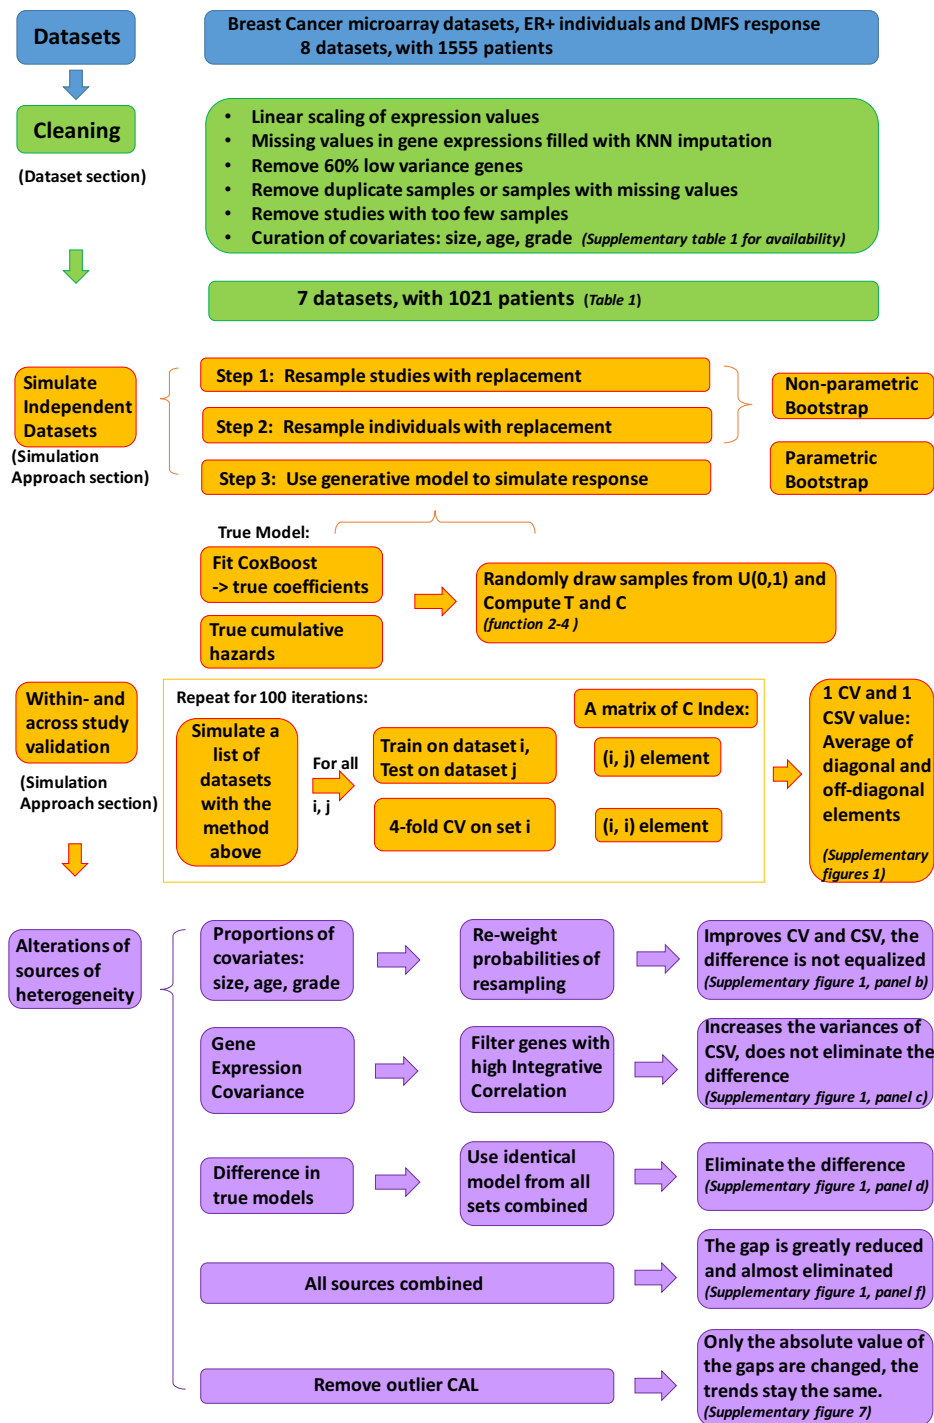 Datasets
Breast Cancer microarray datasets, ER+ individuals and DMFS response
8 datasets, with 1555 patients
Cleaning
(Dataset section)
• Linear scaling of expression values
• Missing values in gene expressions filled with KNN imputation
• Remove 60% low variance genes
• Remove duplicate samples or samples with missing values
• Remove studies with too few samples
• Curation of covariates: size, age, grade (Supplementary table 1 for availability)
7 datasets, with 1021 patients (Table 1)
Simulate
Independent
Datasets
(Simulation
Approach section)
Step 1: Resample studies with replacement
Step 2: Resample individuals with replacement
Step 3: Use generative model to simulate response
Non-parametric
Bootstrap
Parametric
Bootstrap
True Model:
Fit CoxBoost
-> true coefficients
True cumulative
hazards
Randomly draw samples from U(0,1) and
Compute T and C
(function 2-4 )
Within- and
across study
validation
(Simulation
Approach section)
Repeat for 100 iterations:
Simulate a
list of
datasets
with the
method
above
For all
i, j
Train on dataset i,
Test on dataset j
4-fold CV on set i
A matrix of C Index:
(i, j) element
(i, i) element
1 CV and 1
CSV value:
Average of
diagonal and
off-diagonal
elements
(Supplementary
figures 1)
Alterations of
sources of
heterogeneity
Proportions of
covariates:
size, age, grade
Re-weight
probabilities of
resampling
Improves CV and CSV, the
difference is not equalized
(Supplementary figure 1, panel b)
Gene
Expression
Covariance
Filter genes with
high Integrative
Correlation
Increases the variances of
CSV, does not eliminate the
difference
(Supplementary figure 1, panel c)
Difference in
true models
Use identical
model from all
sets combined
Eliminate the difference
(Supplementary figure 1, panel d)
All sources combined
The gap is greatly reduced
and almost eliminated
(Supplementary figure 1, panel f)
Remove outlier CAL
Only the absolute value of
the gaps are changed, the
trends stay the same.
(Supplementary figure 7)